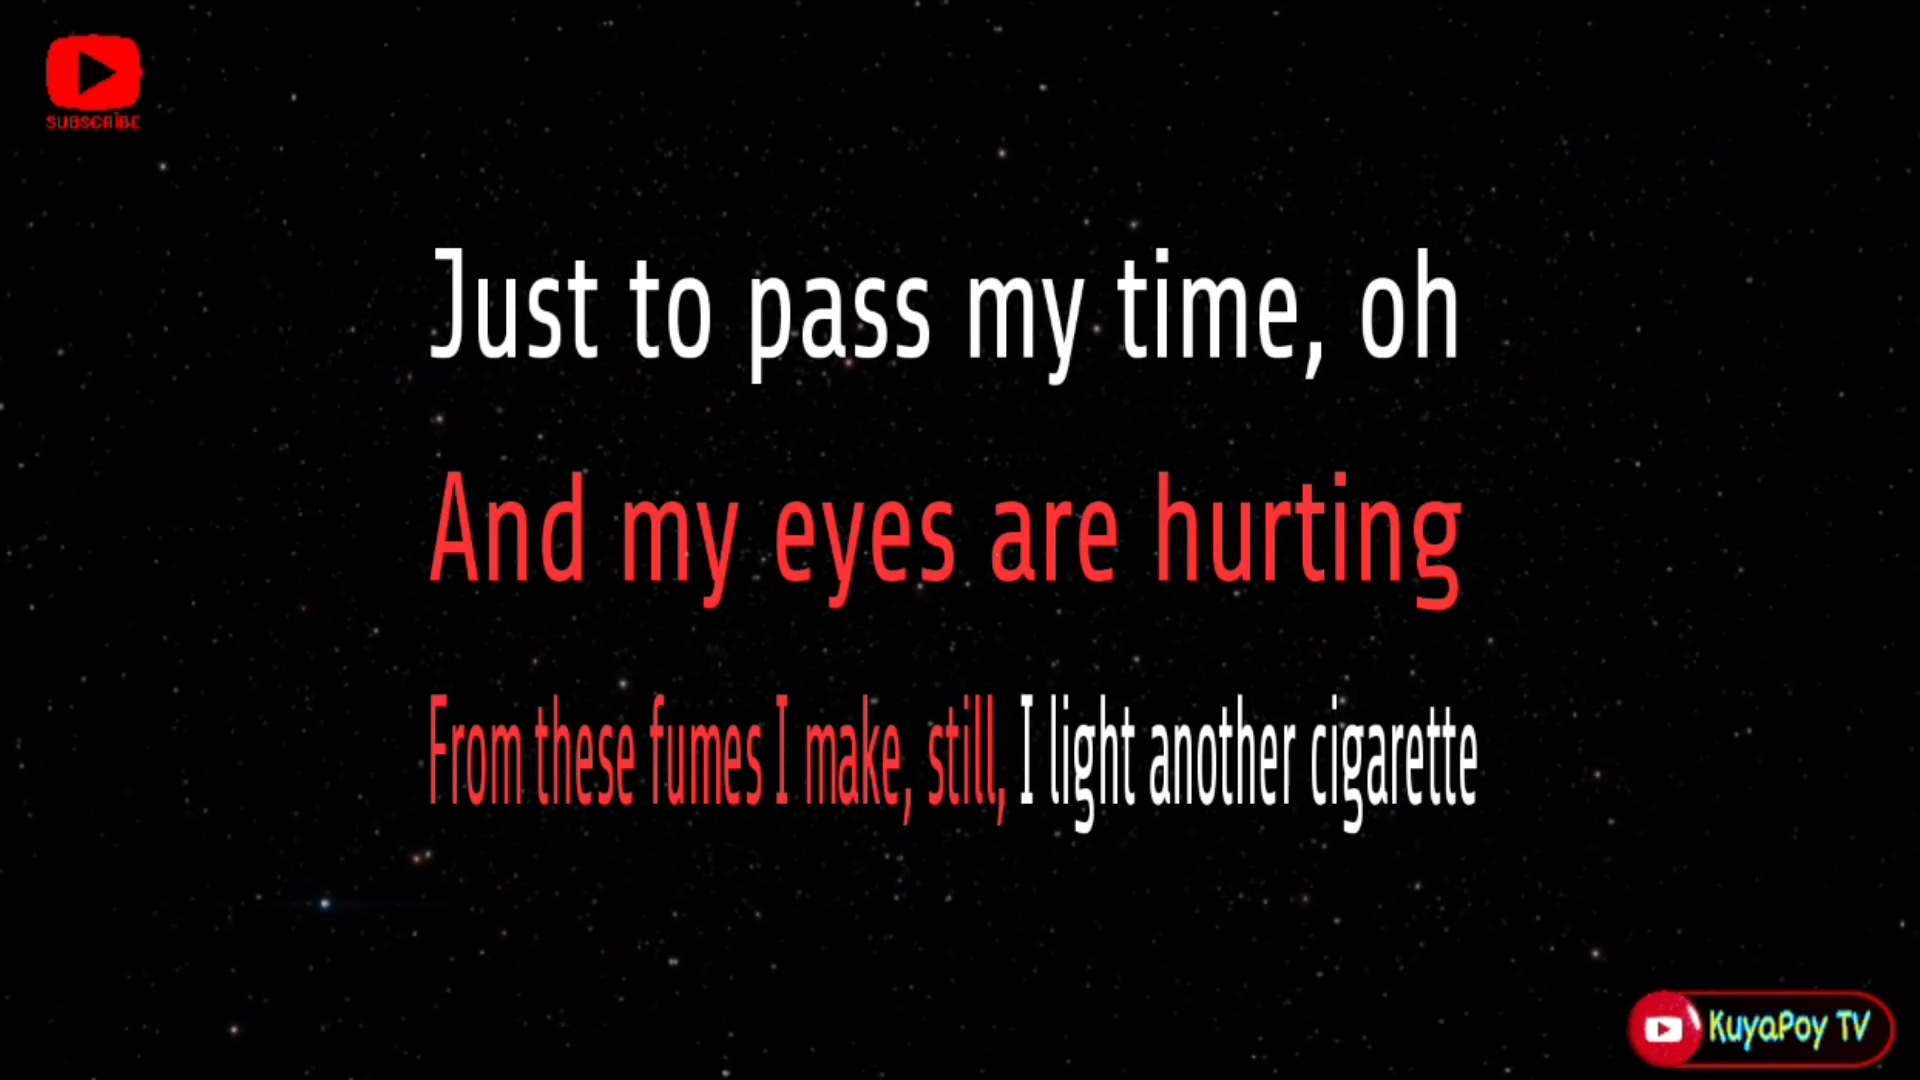 SUBSCRIBE
Just to pass my time, oh
And my eyes are hurting
From these fumes I make, still, I light another cigarette
KuyaPoy TV